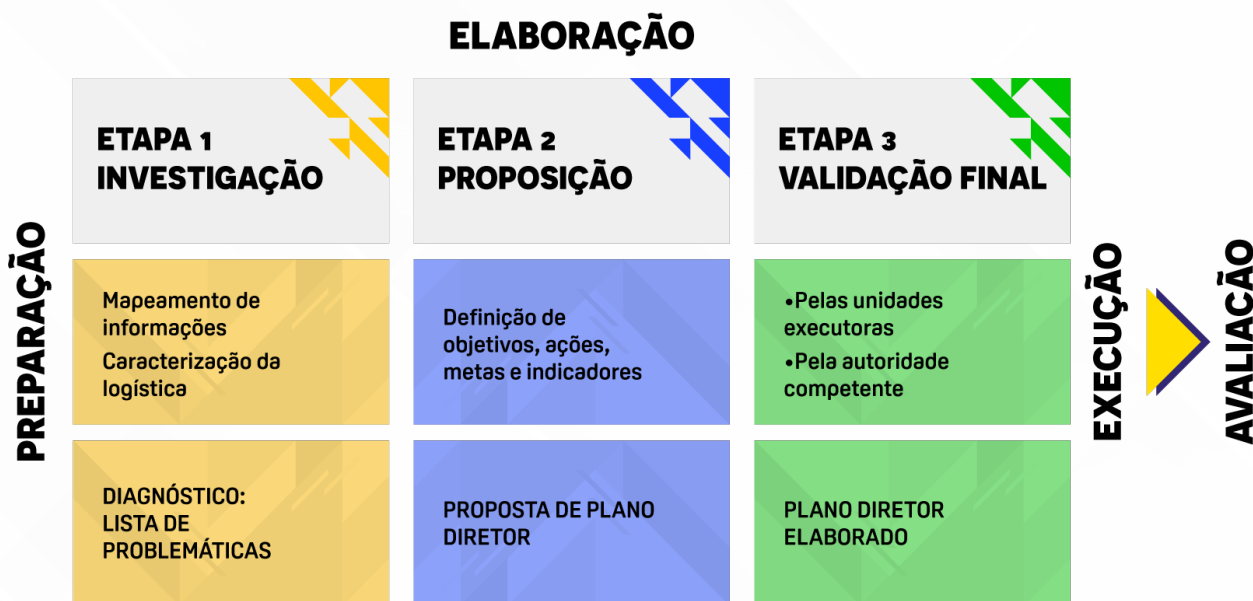 ELABORAÇÃO
PREPARAÇÃO
ETAPA 1
INVESTIGAÇÃO
Mapeamento de
informações
Caracterização da
logística
DIAGNÓSTICO:
LISTA DE
PROBLEMÁTICAS
ETAPA 2
PROPOSIÇÃO
Definição de
objetivos, ações,
metas e indicadores
PROPOSTA DE PLANO
DIRETOR
ETAPA 3
VALIDAÇÃO FINAL
•Pelas unidades
executoras
•Pela autoridade
competente
PLANO DIRETOR
ELABORADO
EXECUÇÃO
AVALIAÇÃO